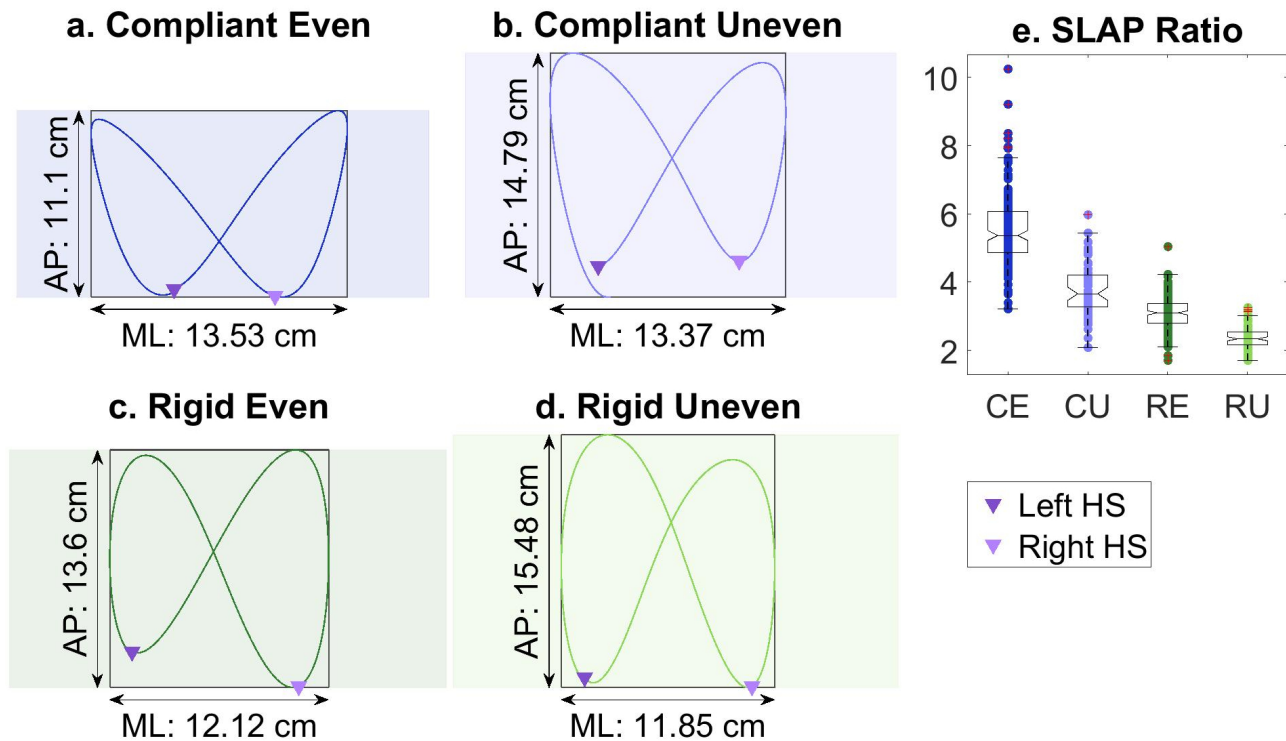 a. Compliant Even
AP: 11.1 cm
ML: 13.53 cm
b. Compliant Uneven
AP: 14.79 cm
ML: 13.37 cm
c. Rigid Even
AP: 13.6 cm
ML: 12.12 cm
d. Rigid Uneven
AP: 15.48 cm
ML: 11.85 cm
e. SLAP Ratio
10
8
6
4
2
CE CU RE RU
Left HS
Right HS